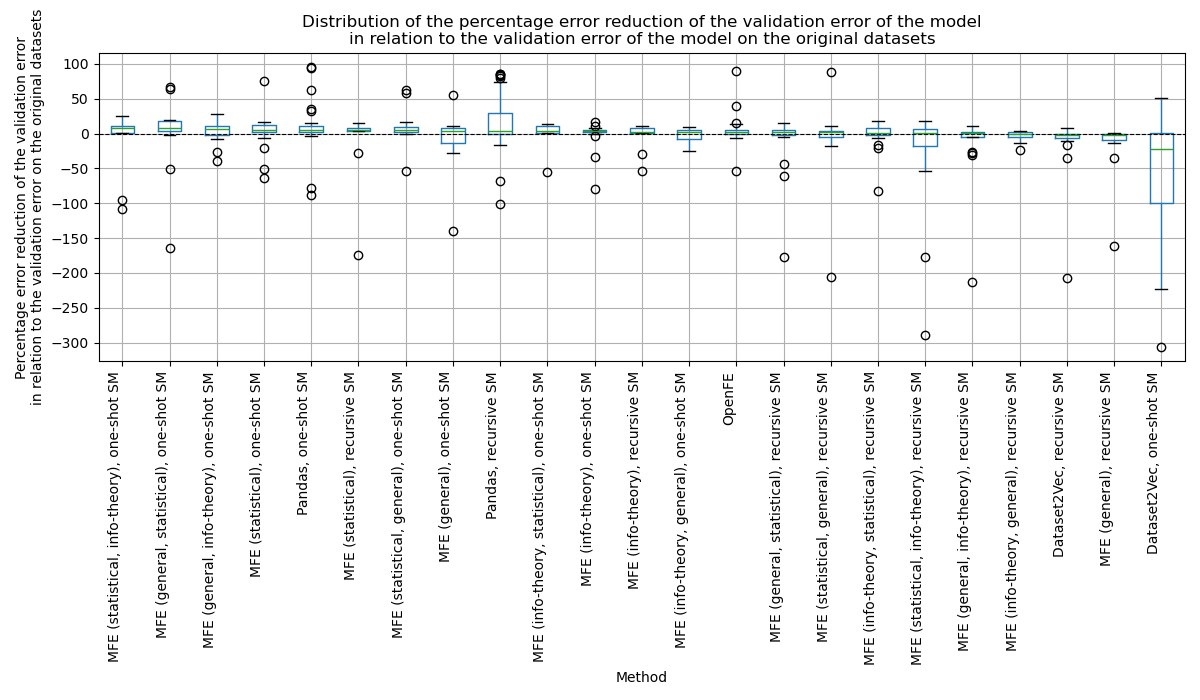 Distribution of the percentage error reduction of the validation error of the model
in relation to the validation error of the model on the original datasets
Percentage error reduction of the validation error
in relation to the validation error on the original datasets
100
50
0
−50
−100
−150
−200
−250
−300
MFE (statistical, info-theory), one-shot SM
MFE (general, statistical), one-shot SM
MFE (general, info-theory), one-shot SM
MFE (statistical), one-shot SM
Pandas, one-shot SM
MFE (statistical), recursive SM
MFE (statistical, general), one-shot SM
MFE (general), one-shot SM
Pandas, recursive SM
MFE (info-theory, statistical), one-shot SM
MFE (info-theory), one-shot SM
MFE (info-theory), recursive SM
MFE (info-theory, general), one-shot SM
OpenFE
MFE (general, statistical), recursive SM
MFE (statistical, general), recursive SM
MFE (info-theory, statistical), recursive SM
MFE (statistical, info-theory), recursive SM
MFE (general, info-theory), recursive SM
MFE (info-theory, general), recursive SM
Dataset2Vec, recursive SM
MFE (general), recursive SM
Dataset2Vec, one-shot SM
Method